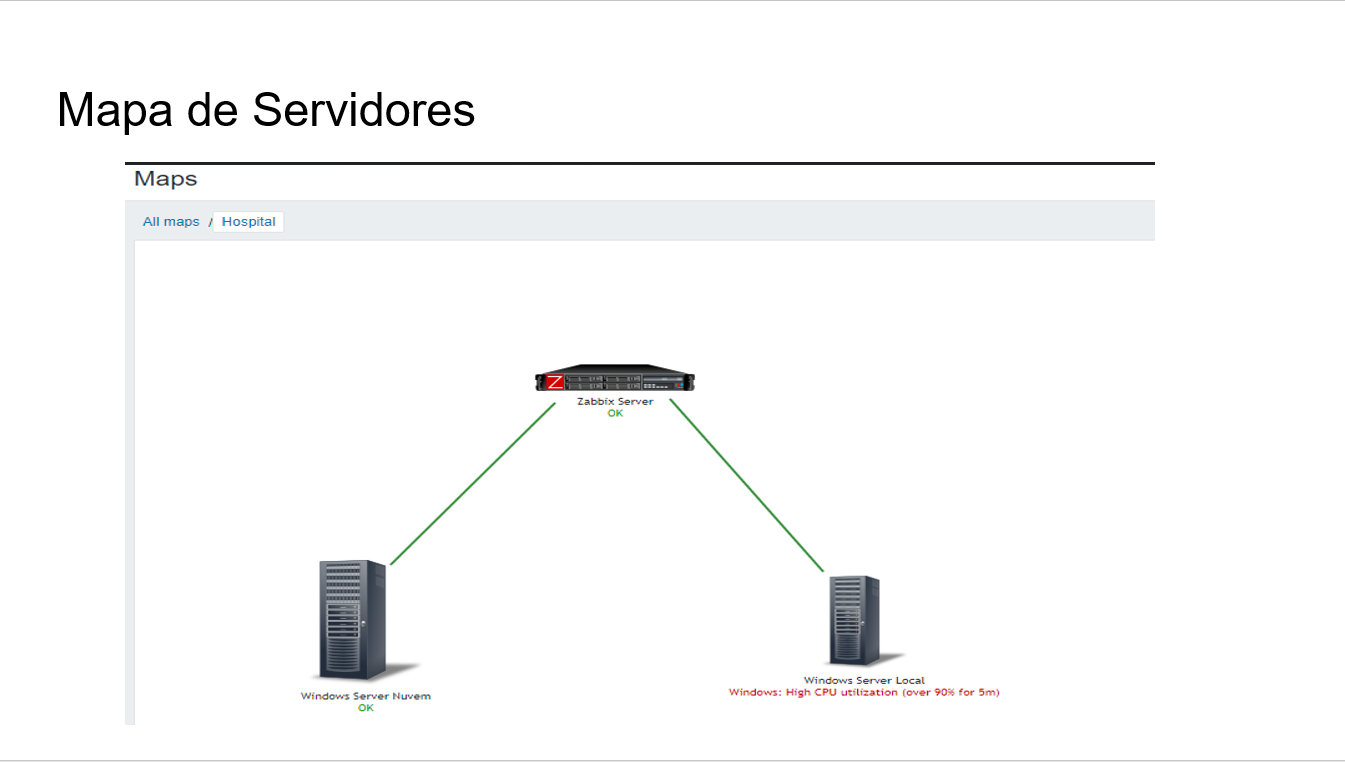 Mapa de Servidores
Maps
All maps / Hospital
Z
Zabbix Server
OK
Windows Server Nuvem
OK
Windows Server Local
Windows: High CPU utilization (over 90% for 5m)